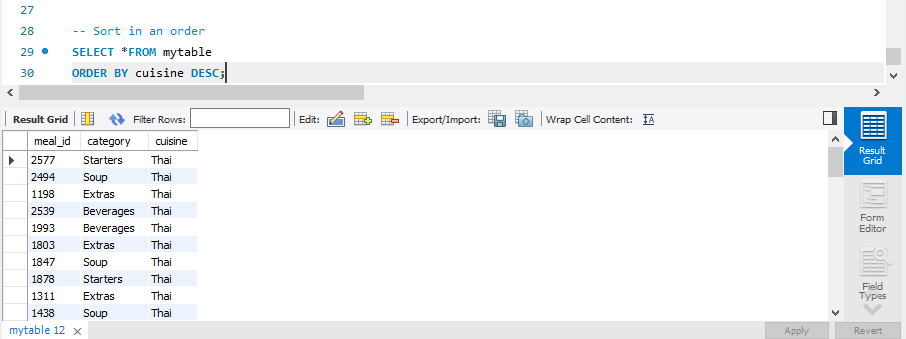 27
28 -- Sort in an order
29 SELECT *FROM mytable
30 ORDER BY cuisine DESC;
Result Grid Filter Rows: Edit: Export/Import: Wrap Cell Content: IA
meal_id category cuisine
2577 Starters Thai
2494 Soup Thai
1198 Extras Thai
2539 Beverages Thai
1993 Beverages Thai
1803 Extras Thai
1847 Soup Thai
1878 Starters Thai
1311 Extras Thai
1438 Soup Thai
Result
Grid
Form
Editor
Field
Types
mytable 12 Apply Revert